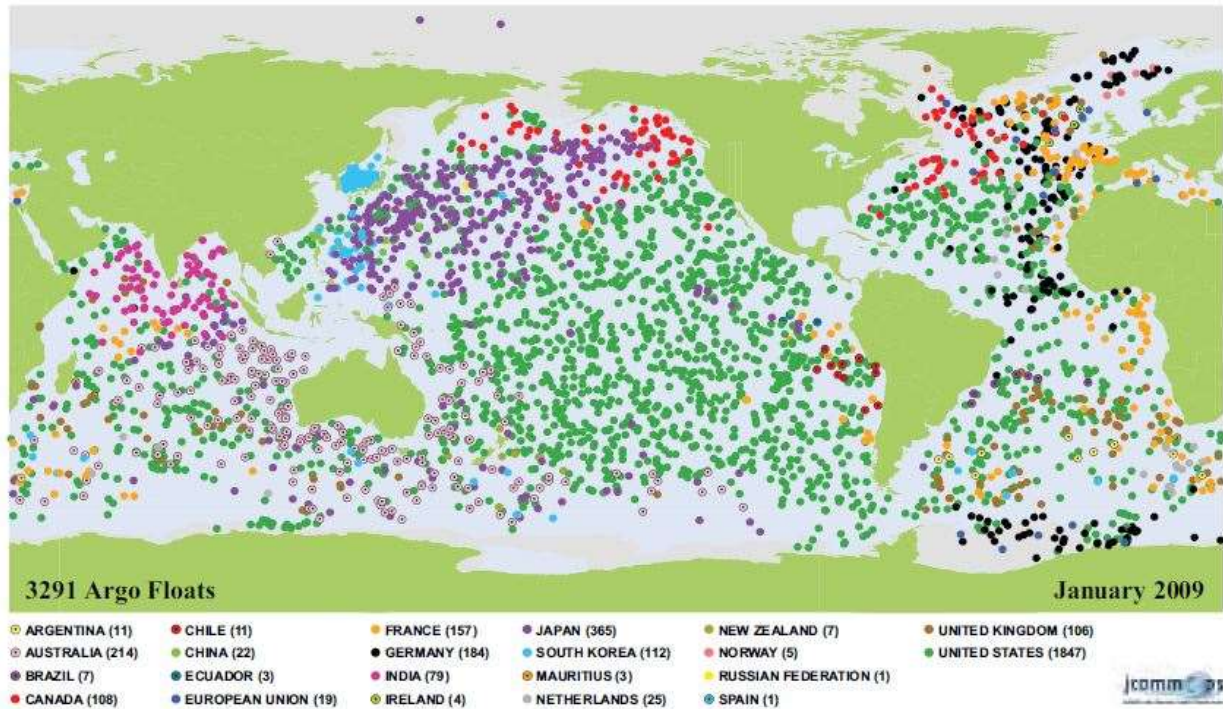 3291 Argo Floats
January 2009
ARGENTINA (11)
AUSTRALIA (214)
BRAZIL (7)
CANADA (108)
CHILE (11)
CHINA (22)
ECUADOR (3)
EUROPEAN UNION (19)
FRANCE (157)
GERMANY (184)
INDIA (79)
IRELAND (4)
JAPAN (365)
SOUTH KOREA (112)
MAURITIUS (3)
NETHERLANDS (25)
NEW ZEALAND (7)
NORWAY (5)
RUSSIAN FEDERATION (1)
SPAIN (1)
UNITED KINGDOM (106)
UNITED STATES (1847)